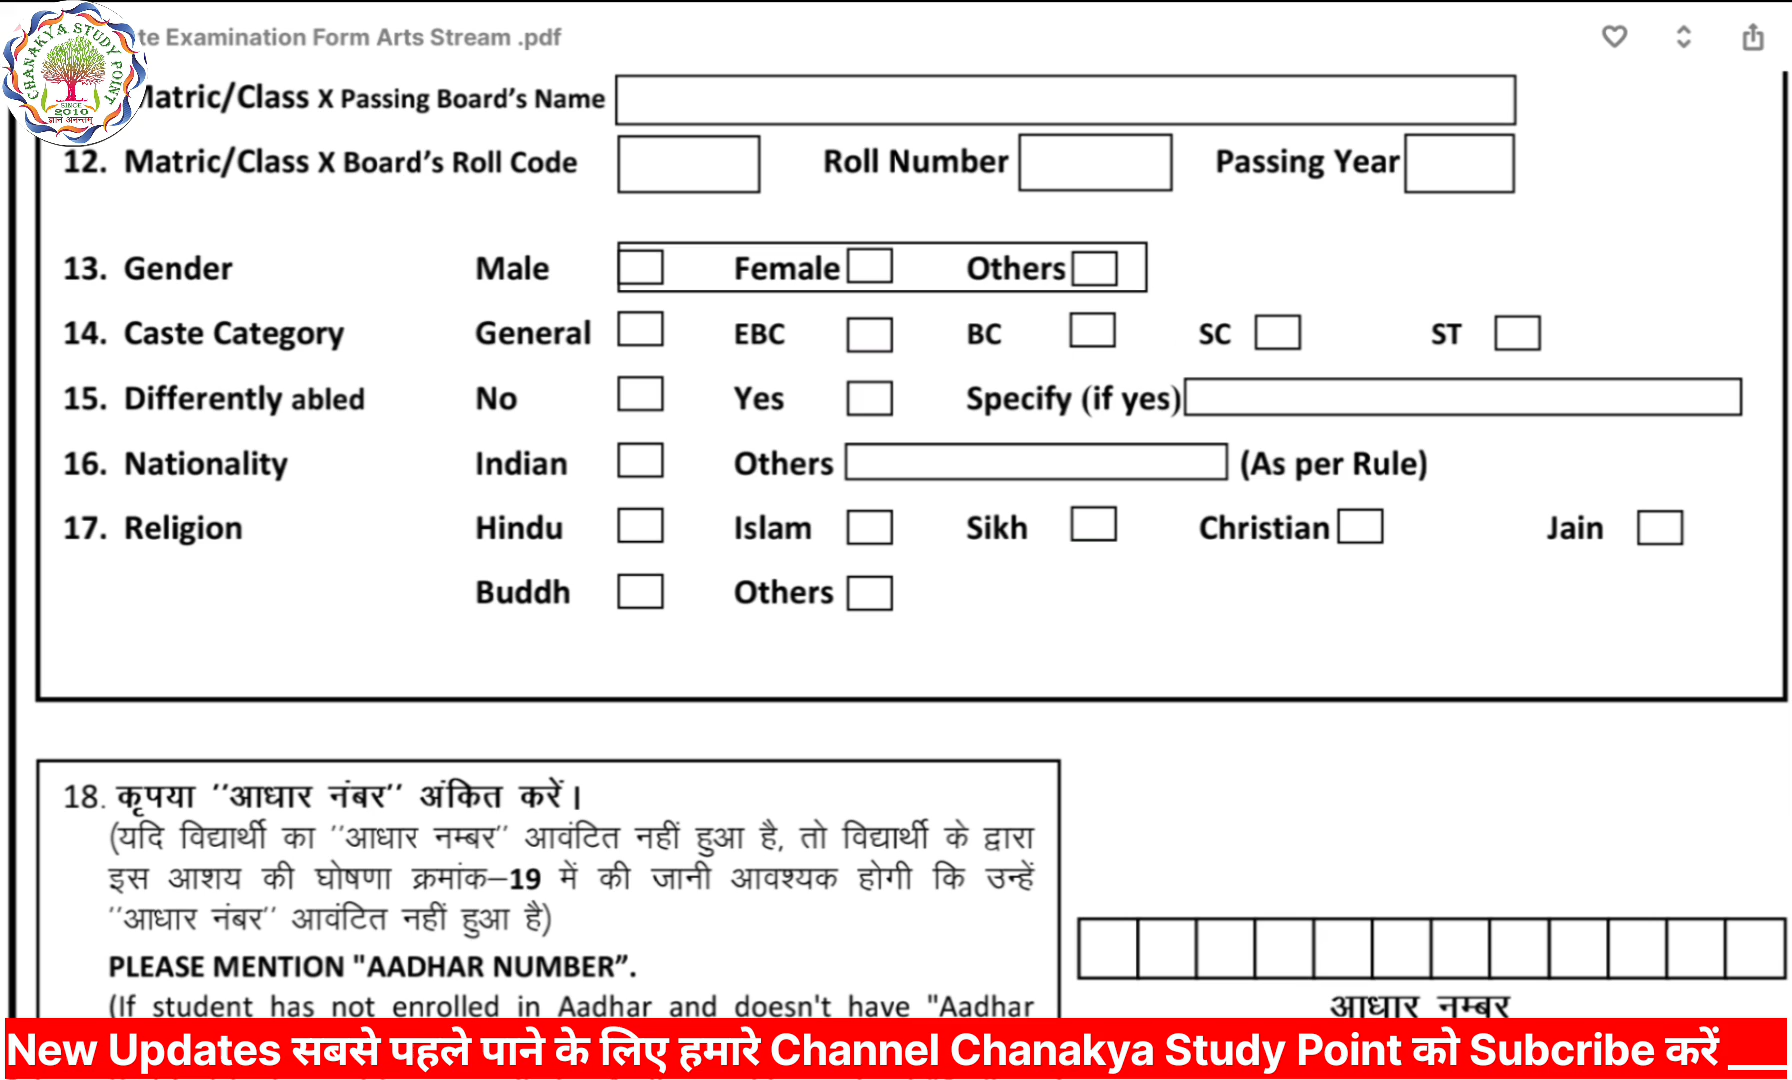 CHANAKYA STUDY POINT
SINCE
2010
ज्ञानं अनन्तम्
te Examination Form Arts Stream .pdf
Matric/Class X Passing Board's Name
12. Matric/Class X Board's Roll Code Roll Number Passing Year
13. Gender Male Female Others
14. Caste Category General EBC BC SC ST
15. Differently abled No Yes Specify (if yes)
16. Nationality Indian Others (As per Rule)
17. Religion Hindu Islam Sikh Christian Jain
Buddh Others
18. कृपया ''आधार नंबर'' अंकित करें।
(यदि विद्यार्थी का ''आधार नम्बर'' आवंटित नहीं हुआ है, तो विद्यार्थी के द्वारा
इस आशय की घोषणा क्रमांक–19 में की जानी आवश्यक होगी कि उन्हें
''आधार नंबर'' आवंटित नहीं हुआ है)
PLEASE MENTION "AADHAR NUMBER”.
(If student has not enrolled in Aadhar and doesn't have "Aadhar
आधार नम्बर
New Updates सबसे पहले पाने के लिए हमारे Channel Chanakya Study Point को Subcribe करें ___